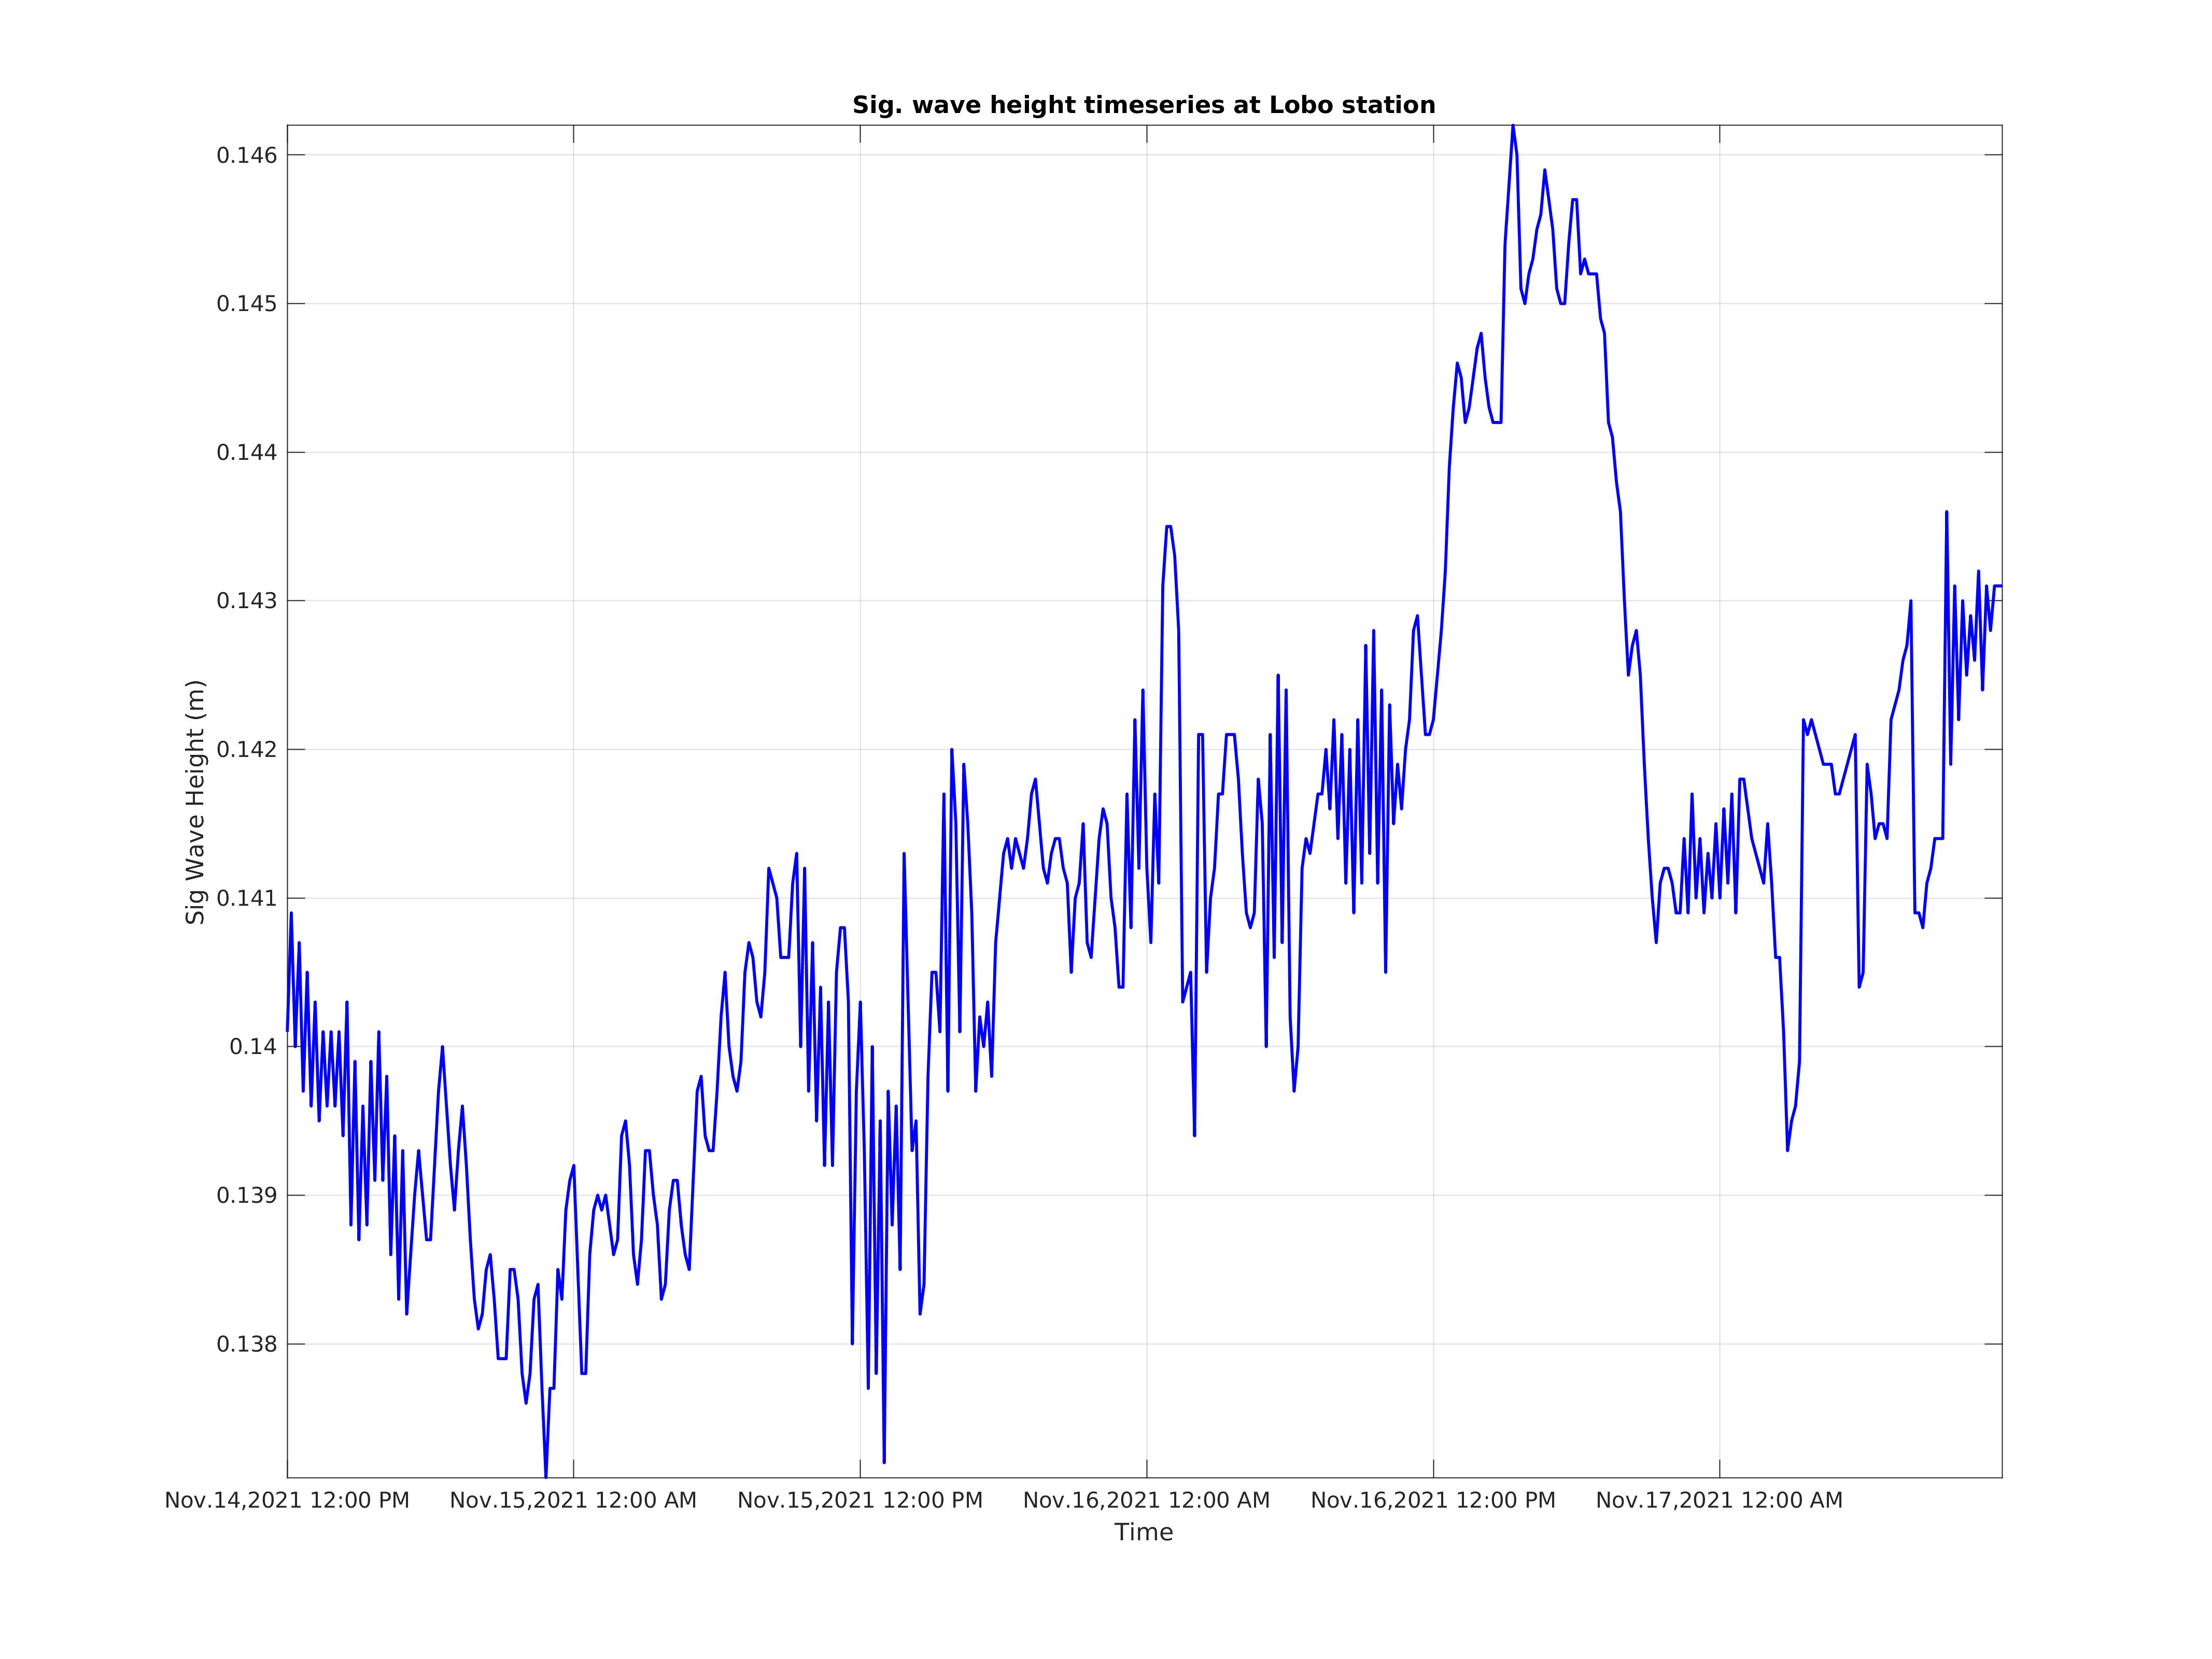 Sig. wave height timeseries at Lobo station
0.146
0.145
0.144
0.143
0.142
0.141
0.14
0.139
0.138
Sig Wave Height (m)
Nov.14,2021 12:00 PM Nov.15,2021 12:00 AM Nov.15,2021 12:00 PM Nov.16,2021 12:00 AM Nov.16,2021 12:00 PM Nov.17,2021 12:00 AM
Time